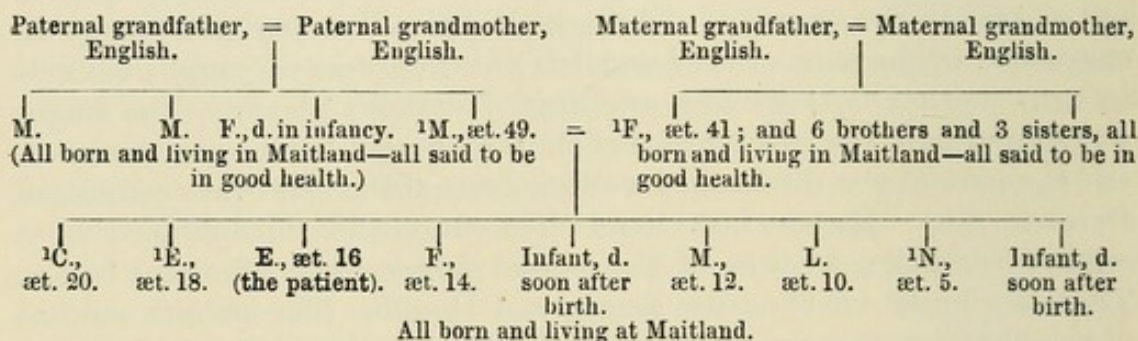 Paternal grandfather, = Paternal grandmother, Maternal grandfather, = Maternal grandmother,
English. English. English. English.
M. M. F., d. in infancy. ¹M., æt. 49. = ¹F., æt. 41 ; and 6 brothers and 3 sisters, all
(All born and living in Maitland—all said to be born and living in Maitland—all said to be in
in good health.) good health.
¹C., ¹E., E., æt. 16 F., Infant, d. M., L. ¹N., Infant, d.
æt. 20. æt. 18. (the patient). æt. 14. soon after æt. 12. æt. 10. æt. 5. soon after
birth. birth.
All born and living at Maitland.